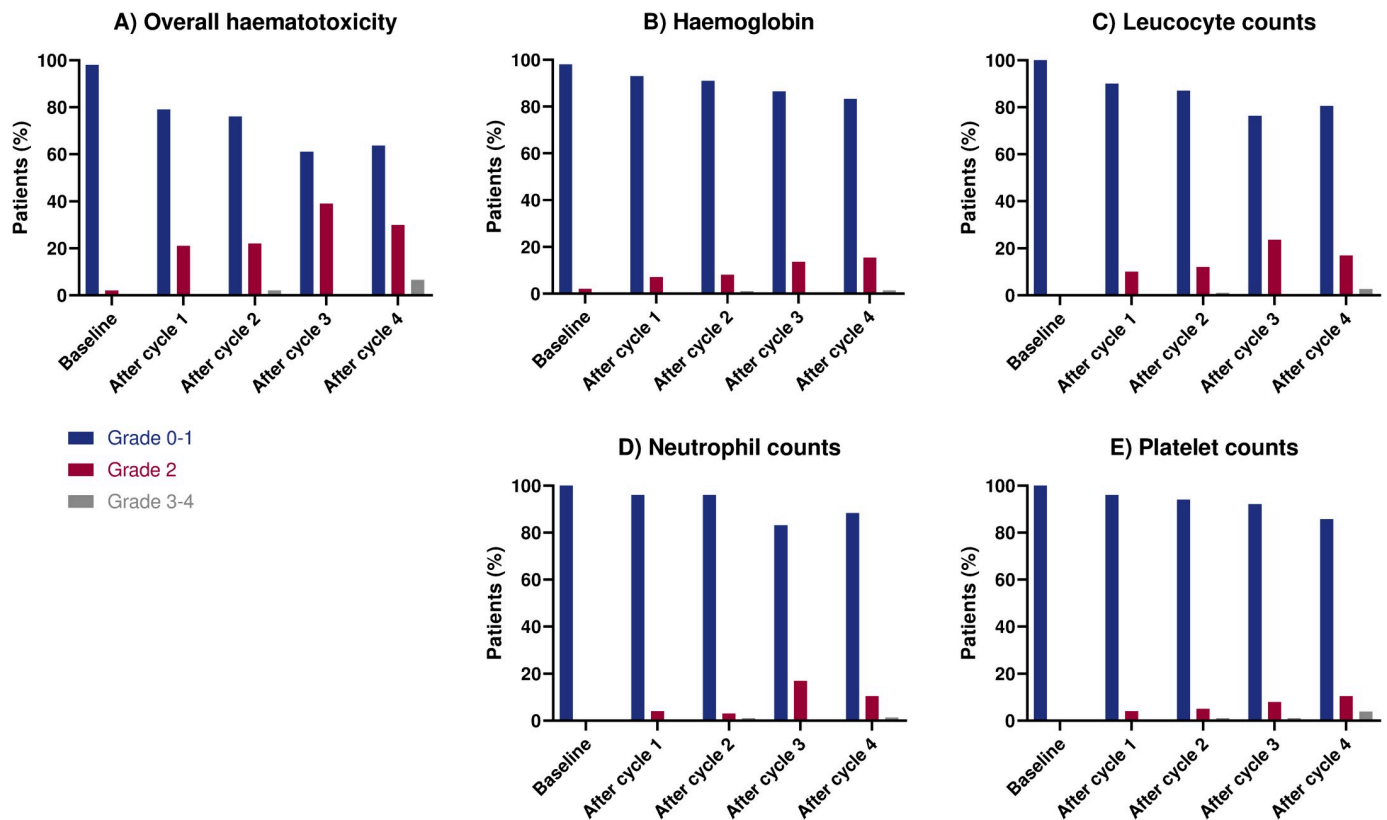 A) Overall haematotoxicity
Patients (%)
100
80
60
40
20
0
Baseline
After cycle 1
After cycle 2
After cycle 3
After cycle 4
B) Haemoglobin
Patients (%)
100
80
60
40
20
0
Baseline
After cycle 1
After cycle 2
After cycle 3
After cycle 4
C) Leucocyte counts
Patients (%)
100
80
60
40
20
0
Baseline
After cycle 1
After cycle 2
After cycle 3
After cycle 4
Grade 0-1
Grade 2
Grade 3-4
D) Neutrophil counts
Patients (%)
100
80
60
40
20
0
Baseline
After cycle 1
After cycle 2
After cycle 3
After cycle 4
E) Platelet counts
Patients (%)
100
80
60
40
20
0
Baseline
After cycle 1
After cycle 2
After cycle 3
After cycle 4